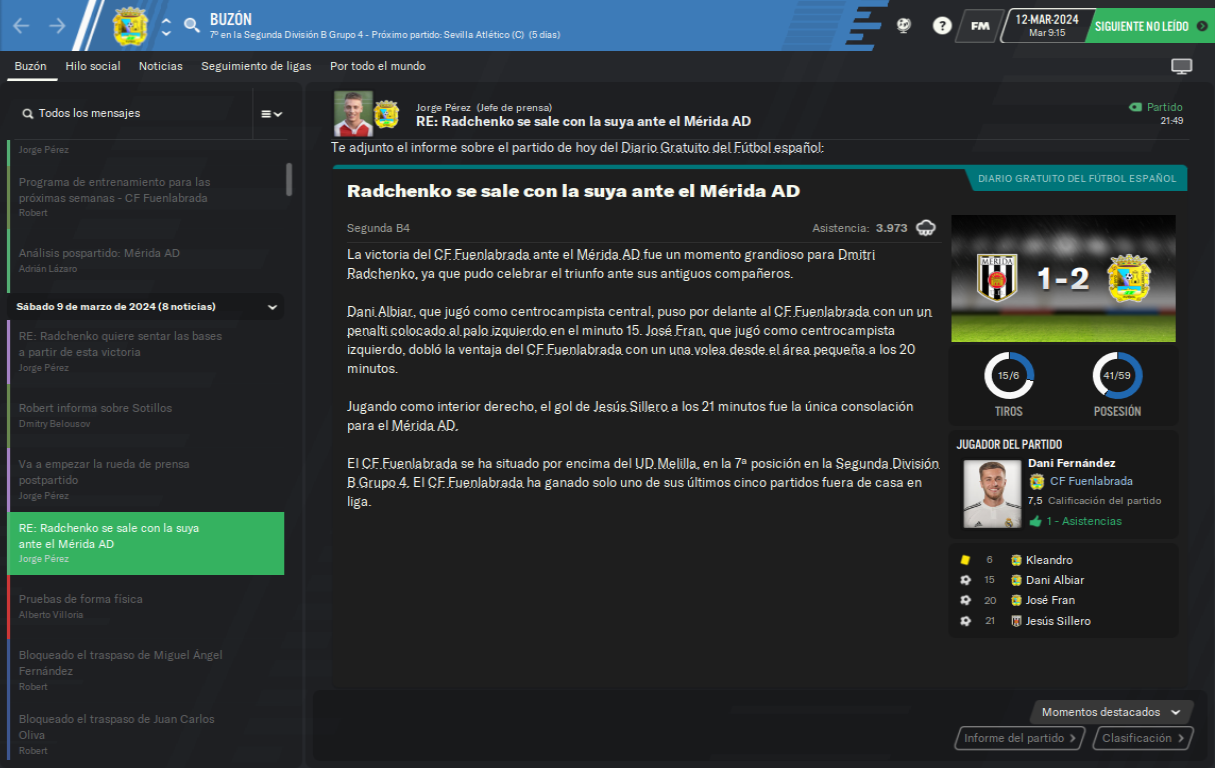 BUZÓN
7º en la Segunda División B Grupo 4 - Próximo partido: Sevilla Atlético (C) (5 días)
?
FM
12-MAR-2024
Mar 9:15
SIGUIENTE NO LEÍDO
Buzón
Hilo social
Noticias
Seguimiento de ligas
Por todo el mundo
Todos los mensajes
Jorge Pérez
Programa de entrenamiento para las
próximas semanas - CF Fuenlabrada
Robert
Análisis pospartido: Mérida AD
Adrián Lázaro
Sábado 9 de marzo de 2024 (8 noticias)
RE: Radchenko quiere sentar las bases
a partir de esta victoria
Jorge Pérez
Robert informa sobre Sotillos
Dmitry Belousov
Va a empezar la rueda de prensa
postpartido
Jorge Pérez
RE: Radchenko se sale con la suya
ante el Mérida AD
Jorge Pérez
Pruebas de forma física
Alberto Villoria
Bloqueado el traspaso de Miguel Ángel
Fernández
Robert
Bloqueado el traspaso de Juan Carlos
Oliva
Robert
Jorge Pérez (Jefe de prensa)
RE: Radchenko se sale con la suya ante el Mérida AD
Partido
21:49
Te adjunto el informe sobre el partido de hoy del Diario Gratuito del Fútbol español:
DIARIO GRATUITO DEL FÚTBOL ESPAÑOL
Radchenko se sale con la suya ante el Mérida AD
Segunda B4
Asistencia: 3.973
La victoria del CF Fuenlabrada ante el Mérida AD fue un momento grandioso para Dmitri
Radchenko, ya que pudo celebrar el triunfo ante sus antiguos compañeros.
Dani Albiar, que jugó como centrocampista central, puso por delante al CF Fuenlabrada con un un
penalti colocado al palo izquierdo en el minuto 15. José Fran, que jugó como centrocampista
izquierdo, dobló la ventaja del CF Fuenlabrada con un una volea desde el área pequeña a los 20
minutos.
Jugando como interior derecho, el gol de Jesús Sillero a los 21 minutos fue la única consolación
para el Mérida AD.
El CF Fuenlabrada se ha situado por encima del UD Melilla, en la 7ª posición en la Segunda División
B Grupo 4. El CF Fuenlabrada ha ganado solo uno de sus últimos cinco partidos fuera de casa en
liga.
MÉRIDA
1-2
15/6
TIROS
41/59
POSESIÓN
JUGADOR DEL PARTIDO
Dani Fernández
CF Fuenlabrada
7,5 Calificación del partido
1 - Asistencias
6 Kleandro
15 Dani Albiar
20 José Fran
21 Jesús Sillero
Momentos destacados
Informe del partido
Clasificación